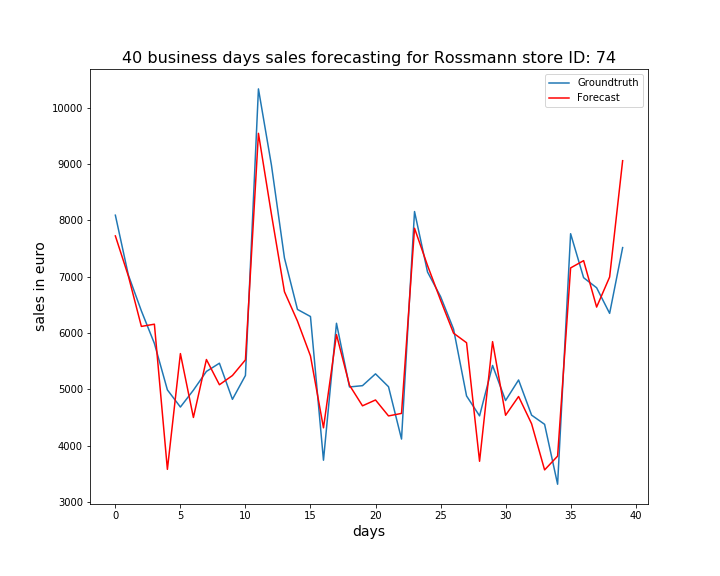 40 business days sales forecasting for Rossmann store ID: 74
Groundtruth
Forecast
10000
9000
8000
7000
6000
5000
4000
3000
sales in euro
0 5 10 15 20 25 30 35 40
days